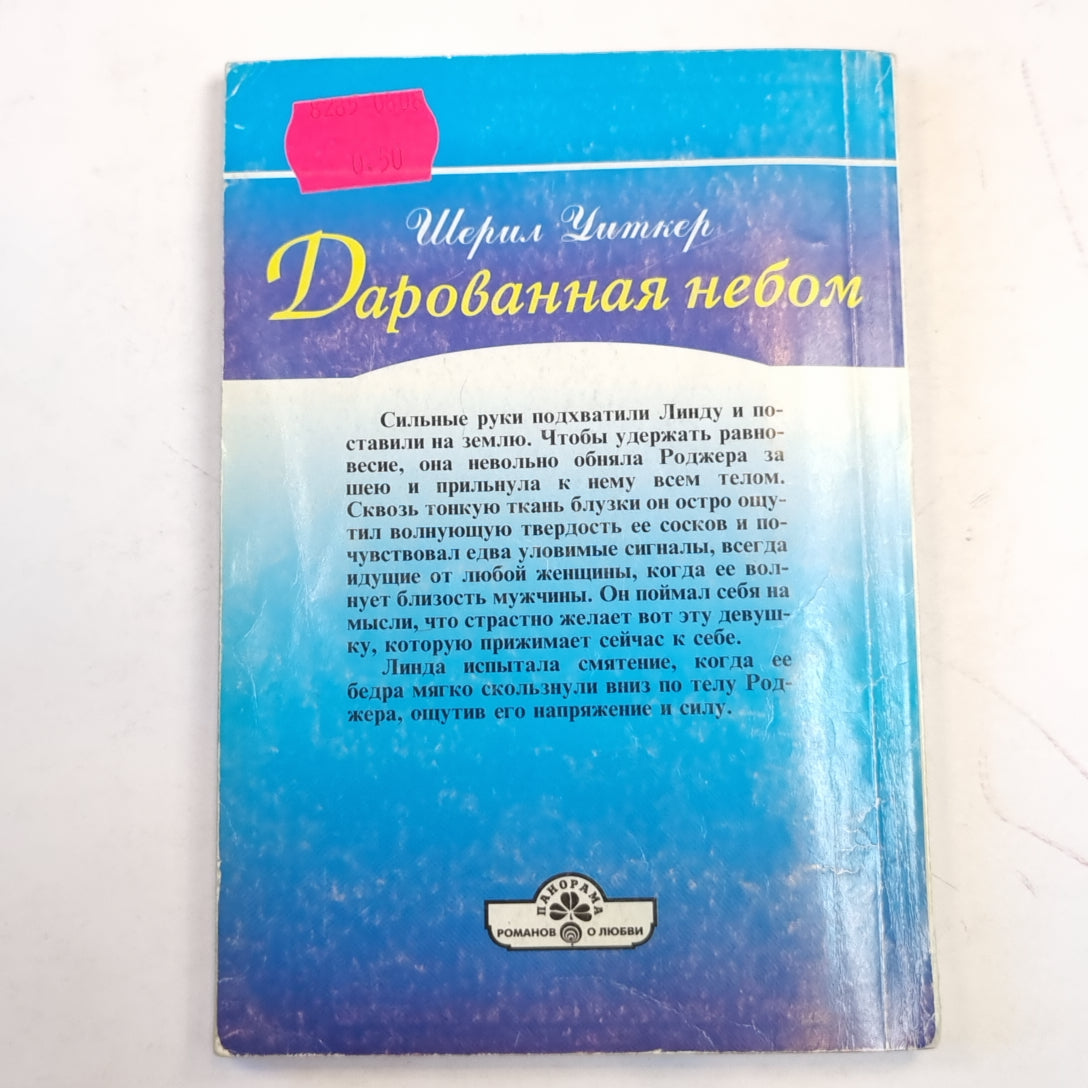 8285-0808
0.50
Шерил Уиткер
Дарованная небом
Сильные руки подхватили Линду и по-
ставили на землю. Чтобы удержать равно-
весие, она невольно обняла Роджера за
шею и прильнула к нему всем телом.
Сквозь тонкую ткань блузки он остро ощу-
тил волнующую твердость ее сосков и по-
чувствовал едва уловимые сигналы, всегда
идущие от любой женщины, когда ее вол-
нует близость мужчины. Он поймал себя на
мысли, что страстно желает вот эту девуш-
ку, которую прижимает сейчас к себе.
Линда испытала смятение, когда ее
бедра мягко скользнули вниз по телу Род-
жера, ощутив его напряжение и силу.
ПАНОРАМА
РОМАНОВ О ЛЮБВИ